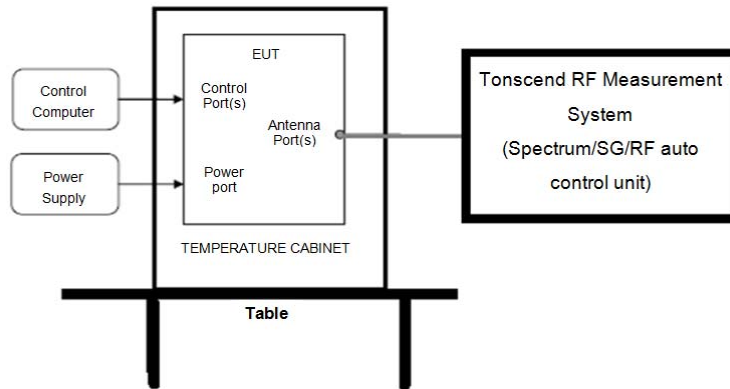 EUT
Control
Computer
Control
Port(s)
Antenna
Port(s)
Power
Supply
Power
port
TEMPERATURE CABINET
Table
Tonscend RF Measurement
System
(Spectrum/SG/RF auto
control unit)